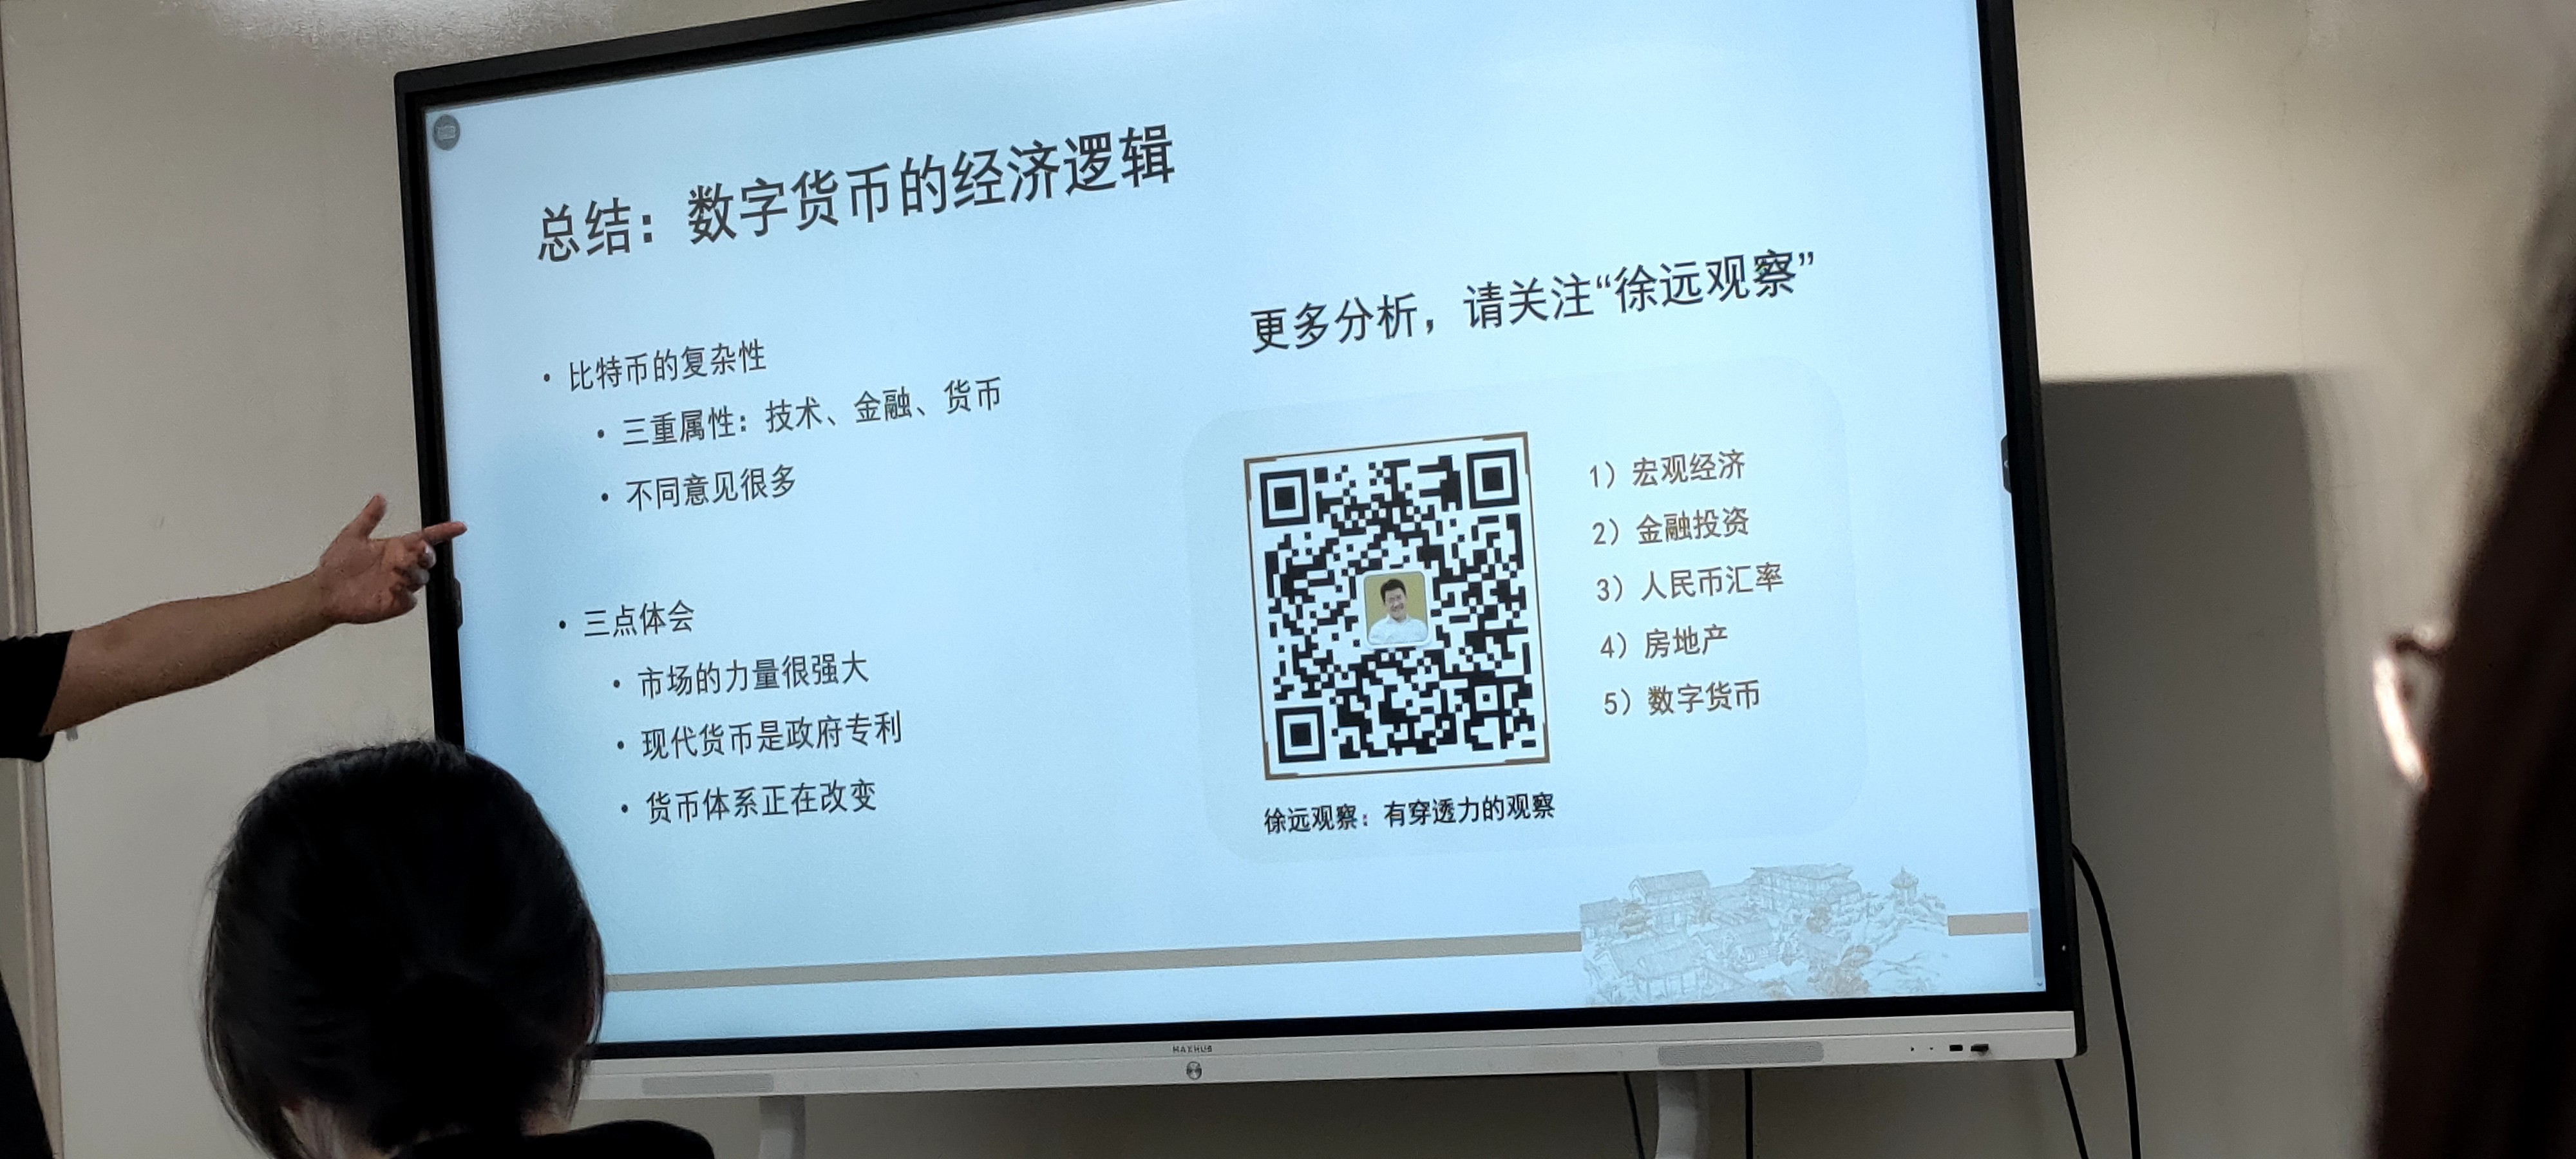 总结：数字货币的经济逻辑
• 比特币的复杂性
• 三重属性：技术、金融、货币
• 不同意见很多
• 三点体会
• 市场的力量很强大
• 现代货币是政府专利
• 货币体系正在改变
更多分析，请关注“徐远观察”
1）宏观经济
2）金融投资
3）人民币汇率
4）房地产
5）数字货币
徐远观察：有穿透力的观察
MAXHUB